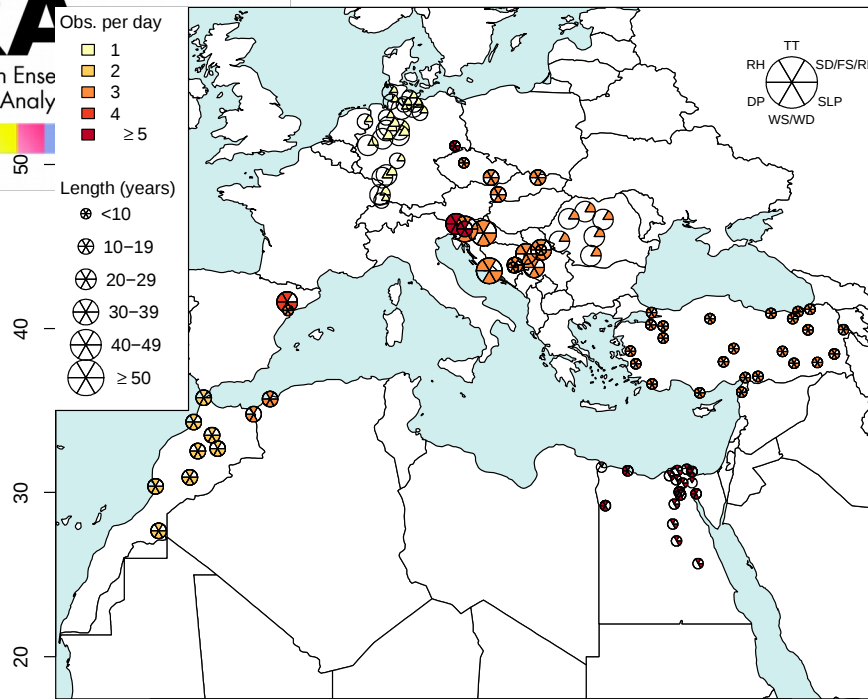 RA
n Ense
Analy
Obs. per day
1
2
3
4
≥ 5
Length (years)
<10
10−19
20−29
30−39
40−49
≥ 50
TT
RH
SD/FS/R
DP
SLP
WS/WD
50
40
30
20